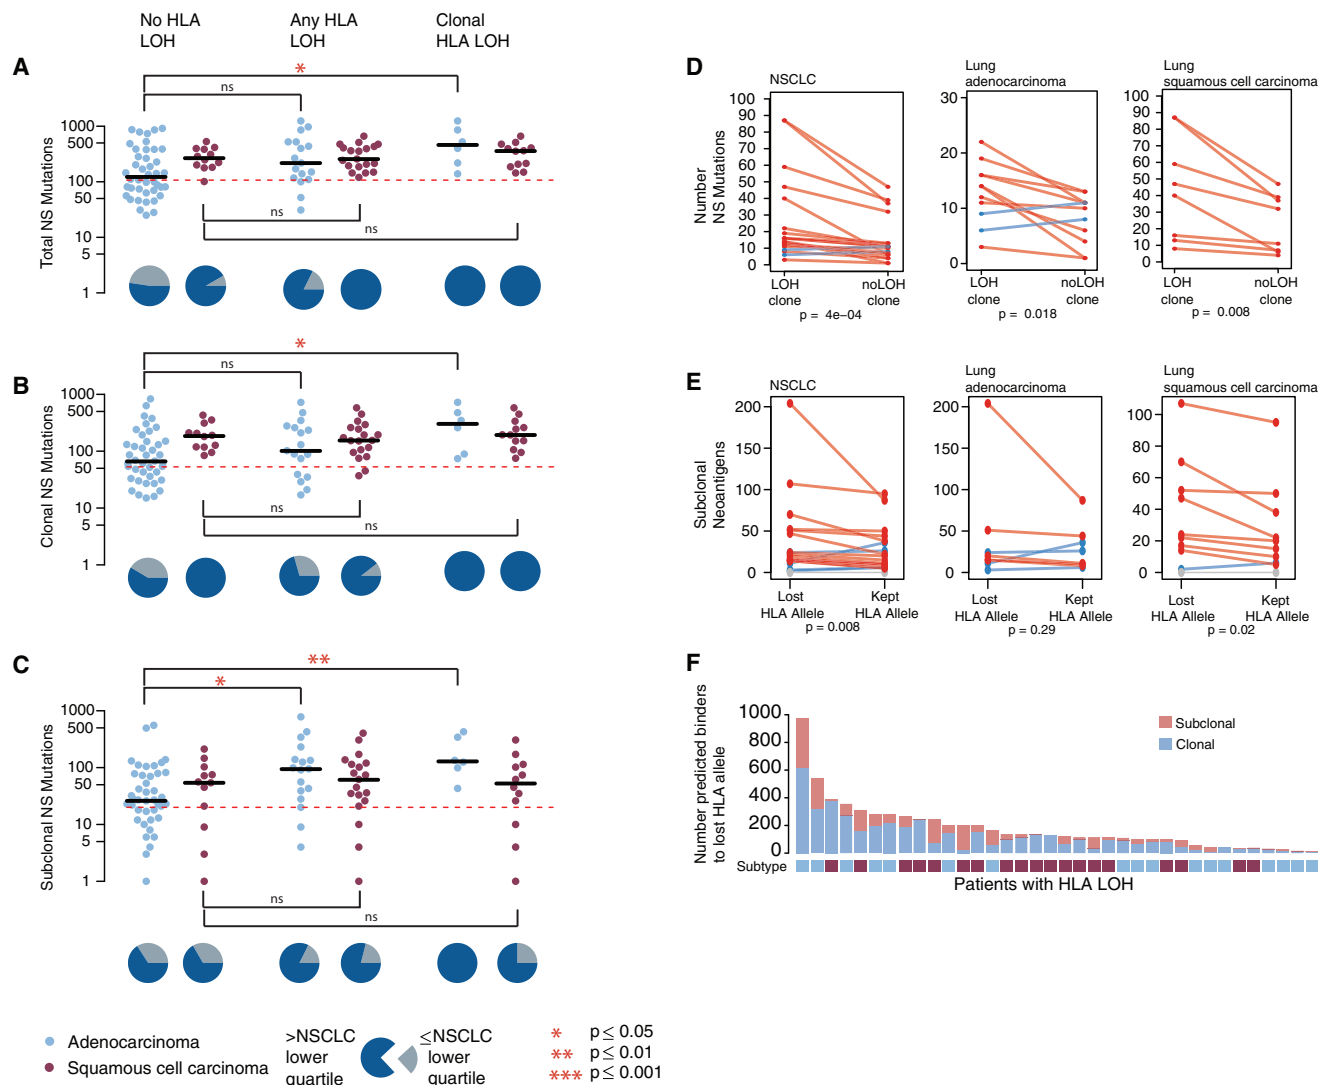 No HLA
LOH
Any HLA
LOH
Clonal
HLA LOH
A
*
ns
Total NS Mutations
1000
500
100
50
10
5
1
ns
ns
B
*
ns
Clonal NS Mutations
1000
500
100
50
10
5
1
ns
ns
C
**
*
Subclonal NS Mutations
1000
500
100
50
10
5
1
ns
ns
Adenocarcinoma
Squamous cell carcinoma
>NSCLC
lower
quartile
≤NSCLC
lower
quartile
* p ≤ 0.05
** p ≤ 0.01
*** p ≤ 0.001
D
NSCLC
Number
NS Mutations
100
90
80
70
60
50
40
30
20
10
0
LOH
clone
noLOH
clone
p = 4e−04
Lung
adenocarcinoma
30
20
10
0
LOH
clone
noLOH
clone
p = 0.018
Lung
squamous cell carcinoma
100
90
80
70
60
50
40
30
20
10
0
LOH
clone
noLOH
clone
p = 0.008
E
NSCLC
Subclonal
Neoantigens
200
150
100
50
0
Lost
HLA Allele
Kept
HLA Allele
p = 0.008
Lung
adenocarcinoma
200
150
100
50
0
Lost
HLA Allele
Kept
HLA Allele
p = 0.29
Lung
squamous cell carcinoma
100
80
60
40
20
0
Lost
HLA Allele
Kept
HLA Allele
p = 0.02
F
Number predicted binders
to lost HLA allele
1000
800
600
400
200
0
Subclonal
Clonal
Subtype
Patients with HLA LOH